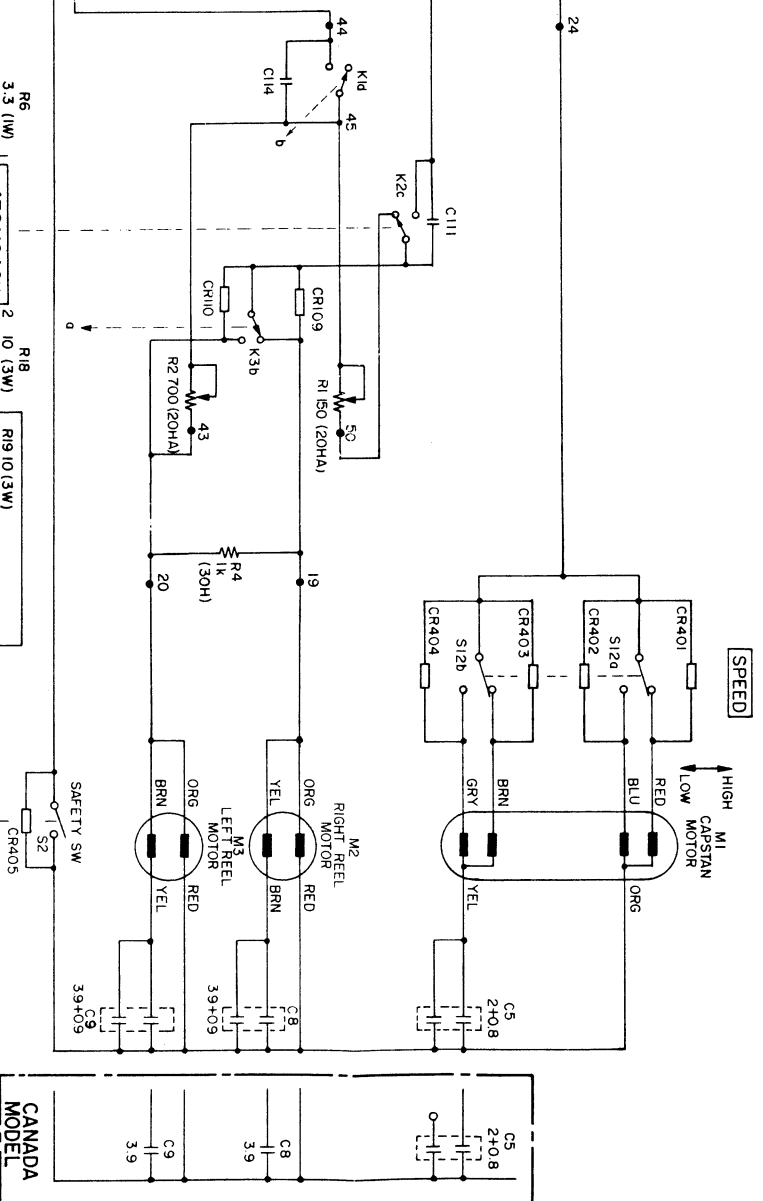 44
24
K1d
C114
45
b
R6
3.3 (1W)
K2c
C111
CR110
CR109
a
K3b
2
R18
10 (3W)
R2 700 (20HA)
R1 150 (20HA)
43
50
R19 10 (3W)
R4
1k
(30H)
20
19
SPEED
CR401
S12a
CR402
CR403
S12b
CR404
HIGH
LOW
RED
BLU
BRN
GRY
M1
CAPSTAN
MOTOR
ORG
YEL
ORG
YEL
M2
RIGHT REEL
MOTOR
RED
BRN
ORG
BRN
M3
LEFT REEL
MOTOR
RED
YEL
SAFETY SW
S2
CR405
C5
2+0.8
C8
3.9+0.9
C9
3.9+0.9
C5
2+0.8
C8
3.9
C9
3.9
CANADA
MODEL